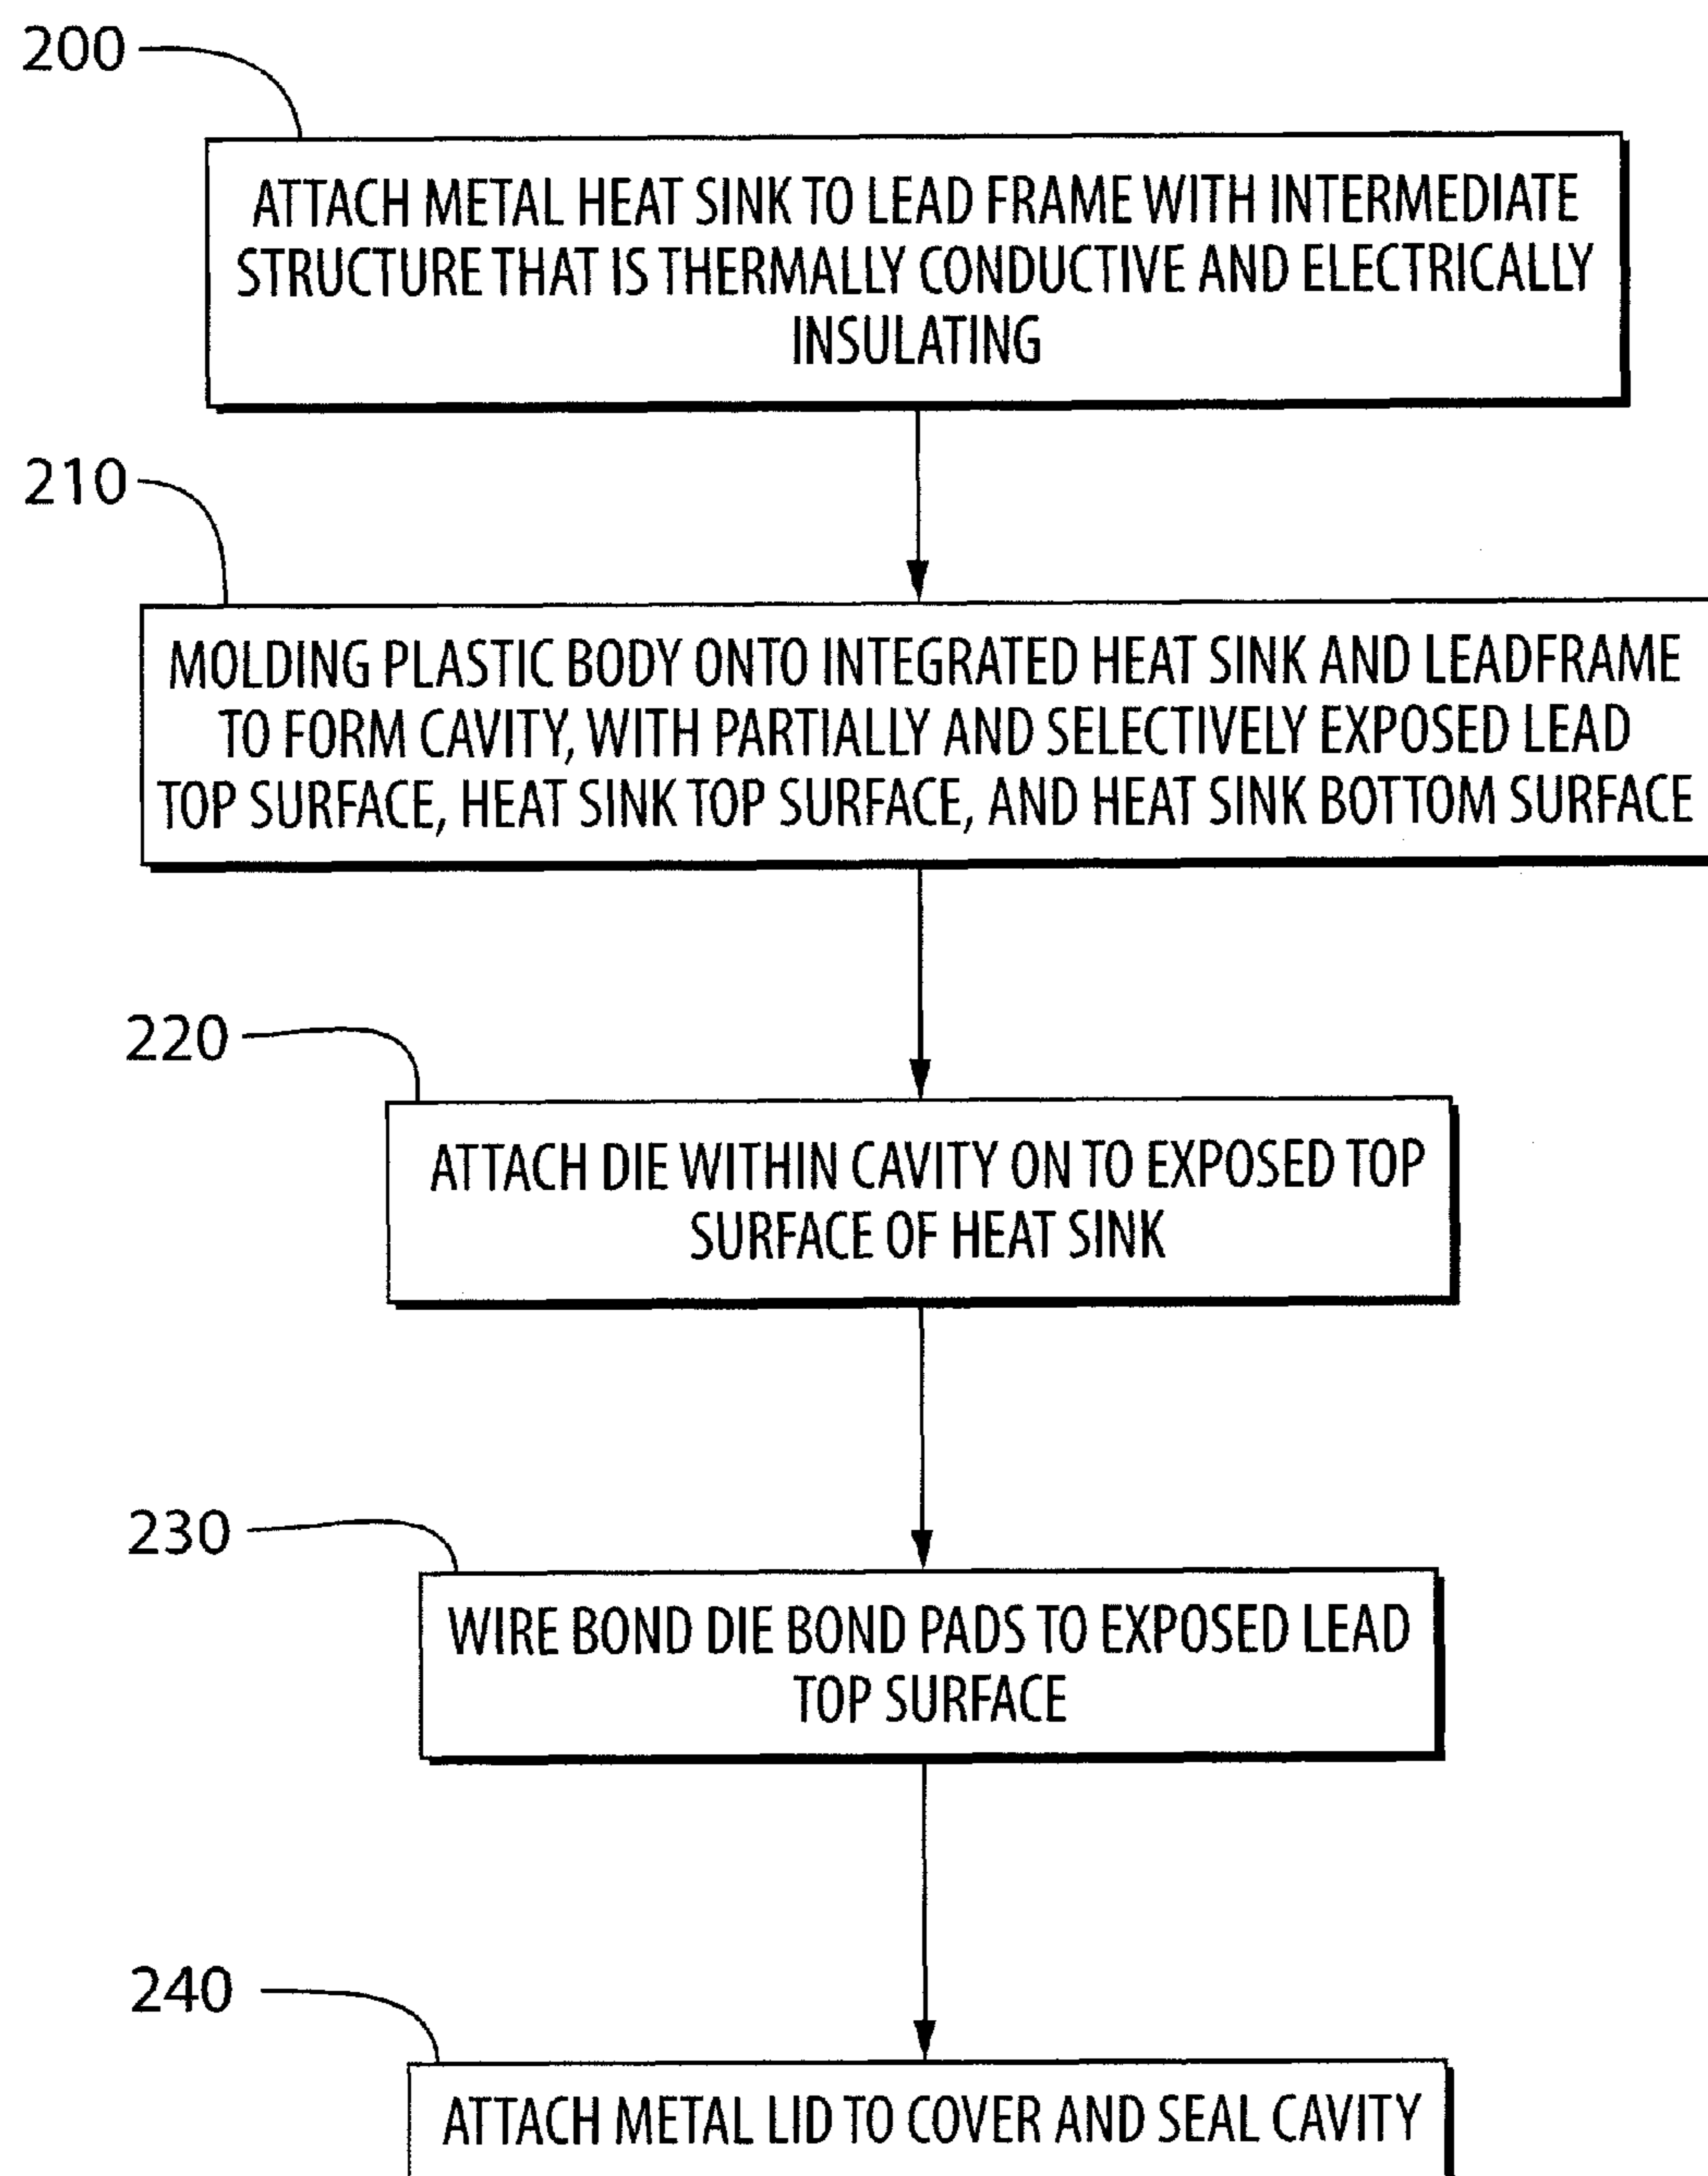 200
ATTACH METAL HEAT SINK TO LEAD FRAME WITH INTERMEDIATE
STRUCTURE THAT IS THERMALLY CONDUCTIVE AND ELECTRICALLY
INSULATING
210
MOLDING PLASTIC BODY ONTO INTEGRATED HEAT SINK AND LEADFRAME
TO FORM CAVITY, WITH PARTIALLY AND SELECTIVELY EXPOSED LEAD
TOP SURFACE, HEAT SINK TOP SURFACE, AND HEAT SINK BOTTOM SURFACE
220
ATTACH DIE WITHIN CAVITY ON TO EXPOSED TOP
SURFACE OF HEAT SINK
230
WIRE BOND DIE BOND PADS TO EXPOSED LEAD
TOP SURFACE
240
ATTACH METAL LID TO COVER AND SEAL CAVITY